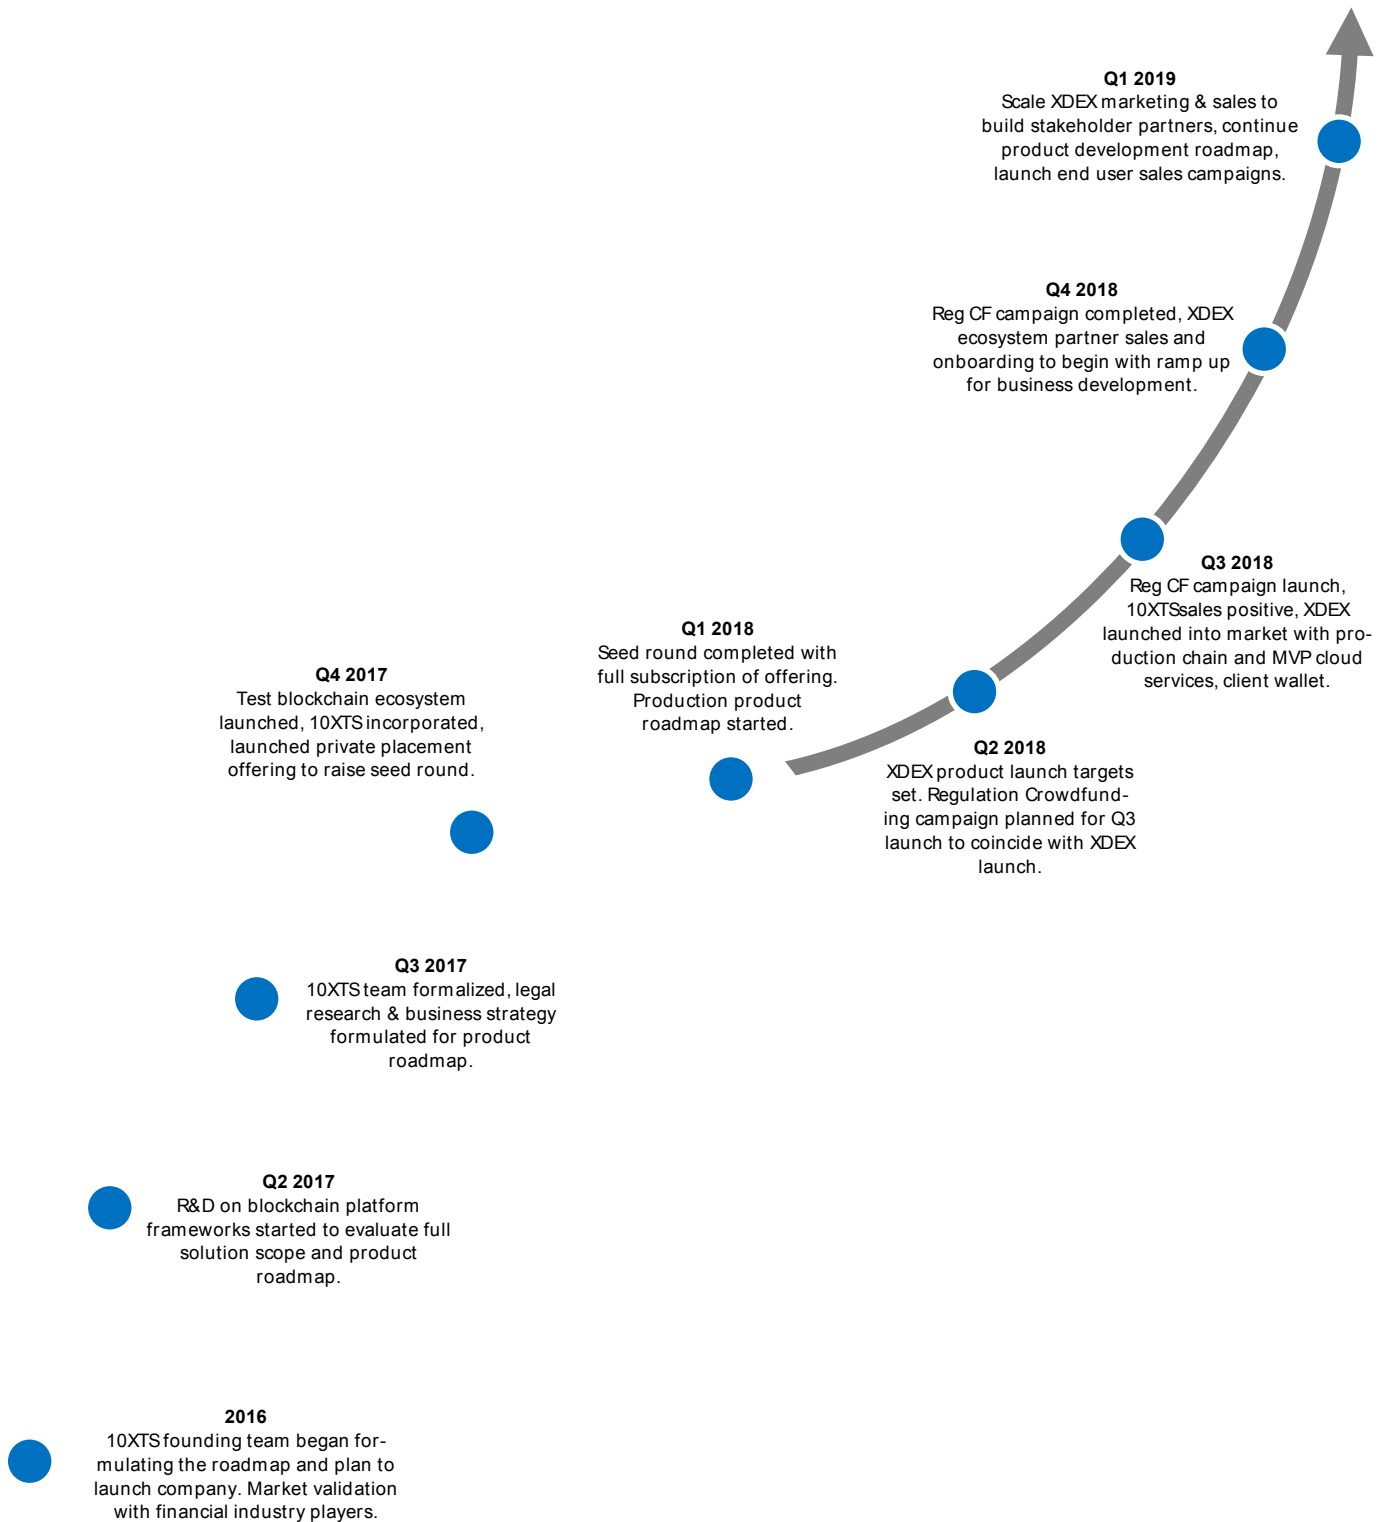 Q1 2019
Scale XDEX marketing & sales to
build stakeholder partners, continue
product development roadmap,
launch end user sales campaigns.
Q4 2018
Reg CF campaign completed, XDEX
ecosystem partner sales and
onboarding to begin with ramp up
for business development.
Q3 2018
Reg CF campaign launch,
10XTS sales positive, XDEX
launched into market with pro-
duction chain and MVP cloud
services, client wallet.
Q1 2018
Seed round completed with
full subscription of offering.
Production product
roadmap started.
Q4 2017
Test blockchain ecosystem
launched, 10XTS incorporated,
launched private placement
offering to raise seed round.
Q2 2018
XDEX product launch targets
set. Regulation Crowdfund-
ing campaign planned for Q3
launch to coincide with XDEX
launch.
Q3 2017
10XTS team formalized, legal
research & business strategy
formulated for product
roadmap.
Q2 2017
R&D on blockchain platform
frameworks started to evaluate full
solution scope and product
roadmap.
2016
10XTS founding team began for-
mulating the roadmap and plan to
launch company. Market validation
with financial industry players.